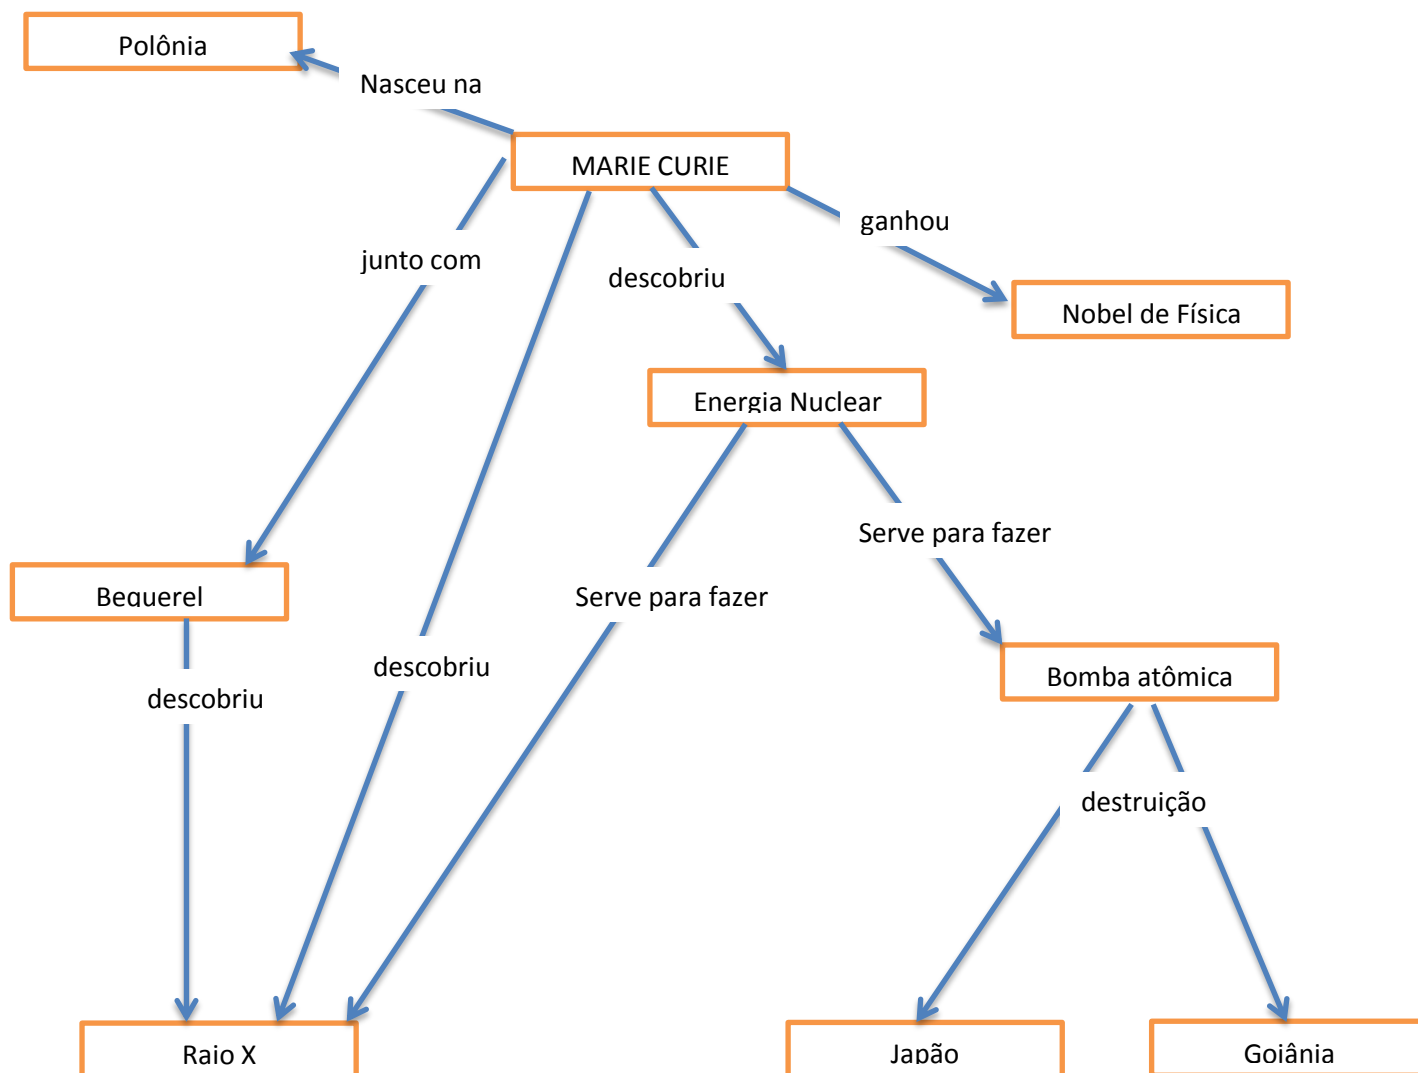 Polônia
Nasceu na
MARIE CURIE
ganhou
junto com
descobriu
Nobel de Física
Energia Nuclear
Serve para fazer
Bequerel
Serve para fazer
descobriu
descobriu
Bomba atômica
destruição
Raio X
Japão
Goiânia